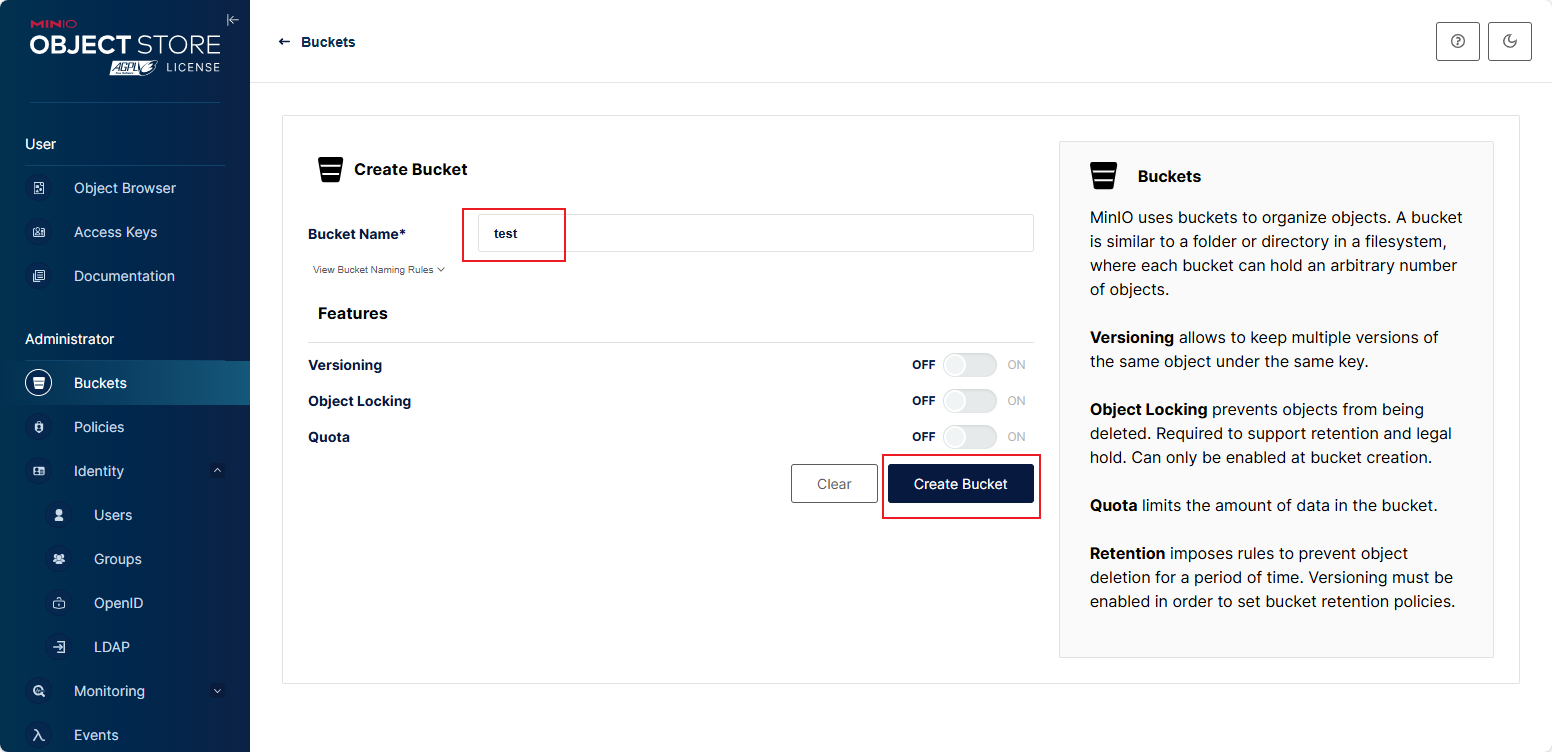 MINIO
OBJECT STORE
AGPLv3 LICENSE
User
Object Browser
Access Keys
Documentation
Administrator
Buckets
Policies
Identity
Users
Groups
OpenID
LDAP
Monitoring
Events
Buckets
Create Bucket
Bucket Name*
test
View Bucket Naming Rules
Features
Versioning OFF ON
Object Locking OFF ON
Quota OFF ON
Clear Create Bucket
Buckets
MinIO uses buckets to organize objects. A bucket
is similar to a folder or directory in a filesystem,
where each bucket can hold an arbitrary number
of objects.
Versioning allows to keep multiple versions of
the same object under the same key.
Object Locking prevents objects from being
deleted. Required to support retention and legal
hold. Can only be enabled at bucket creation.
Quota limits the amount of data in the bucket.
Retention imposes rules to prevent object
deletion for a period of time. Versioning must be
enabled in order to set bucket retention policies.